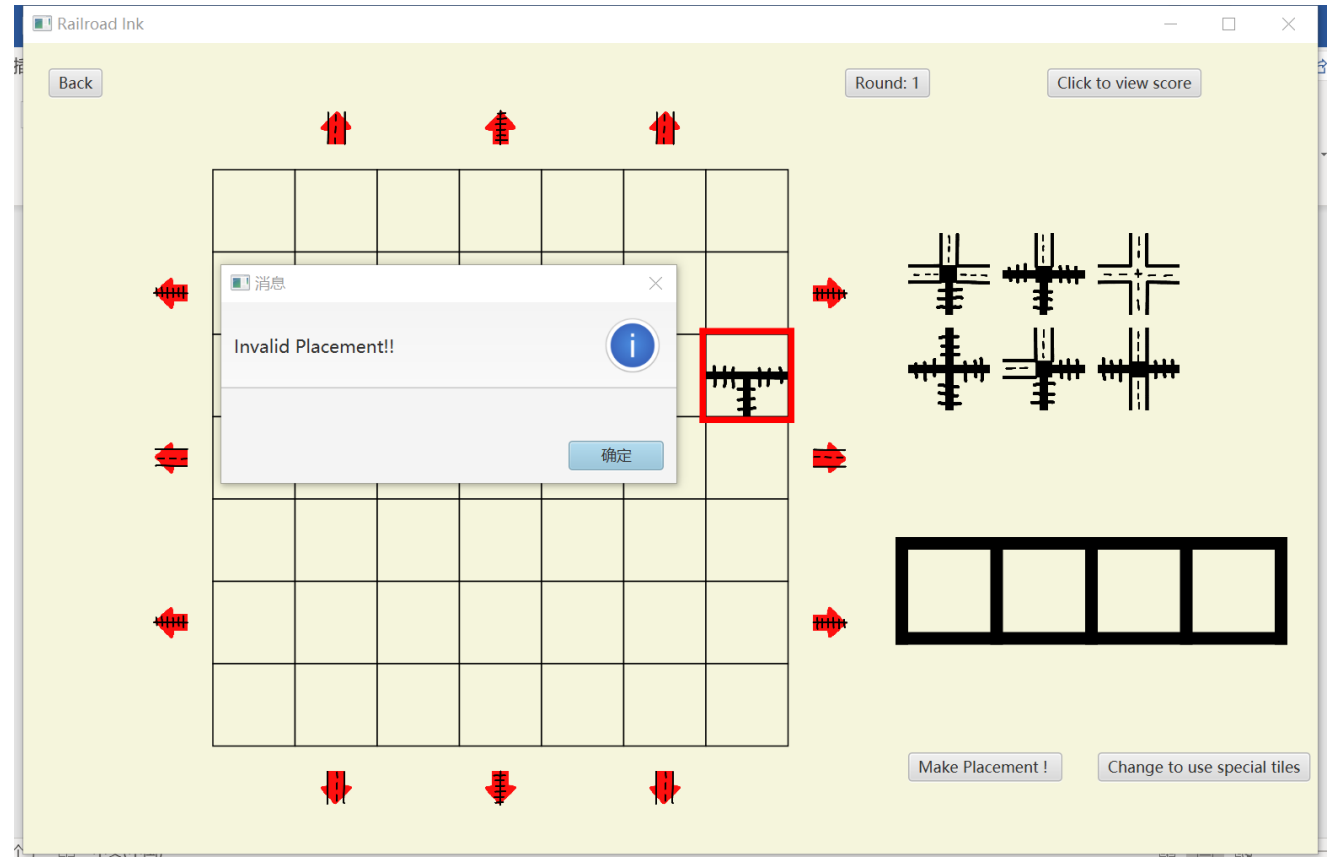 Railroad Ink
Back
Round: 1
Click to view score
消息
Invalid Placement!!
i
确定
Make Placement !
Change to use special tiles